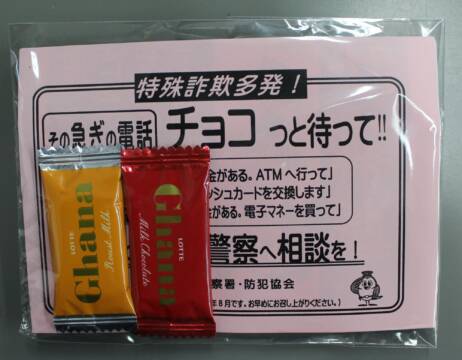 特殊詐欺多発！
その急ぎの電話
チョコっと待って!!
金がある。ATMへ行って」
ッシュカードを交換します」
金がある。電子マネーを買って」
警察へ相談を！
察署・防犯協会
年8月です。お早めにお召し上がりください。）
LOTTE
Ghana
Roast Milk
LOTTE
Ghana
Milk Chocolate